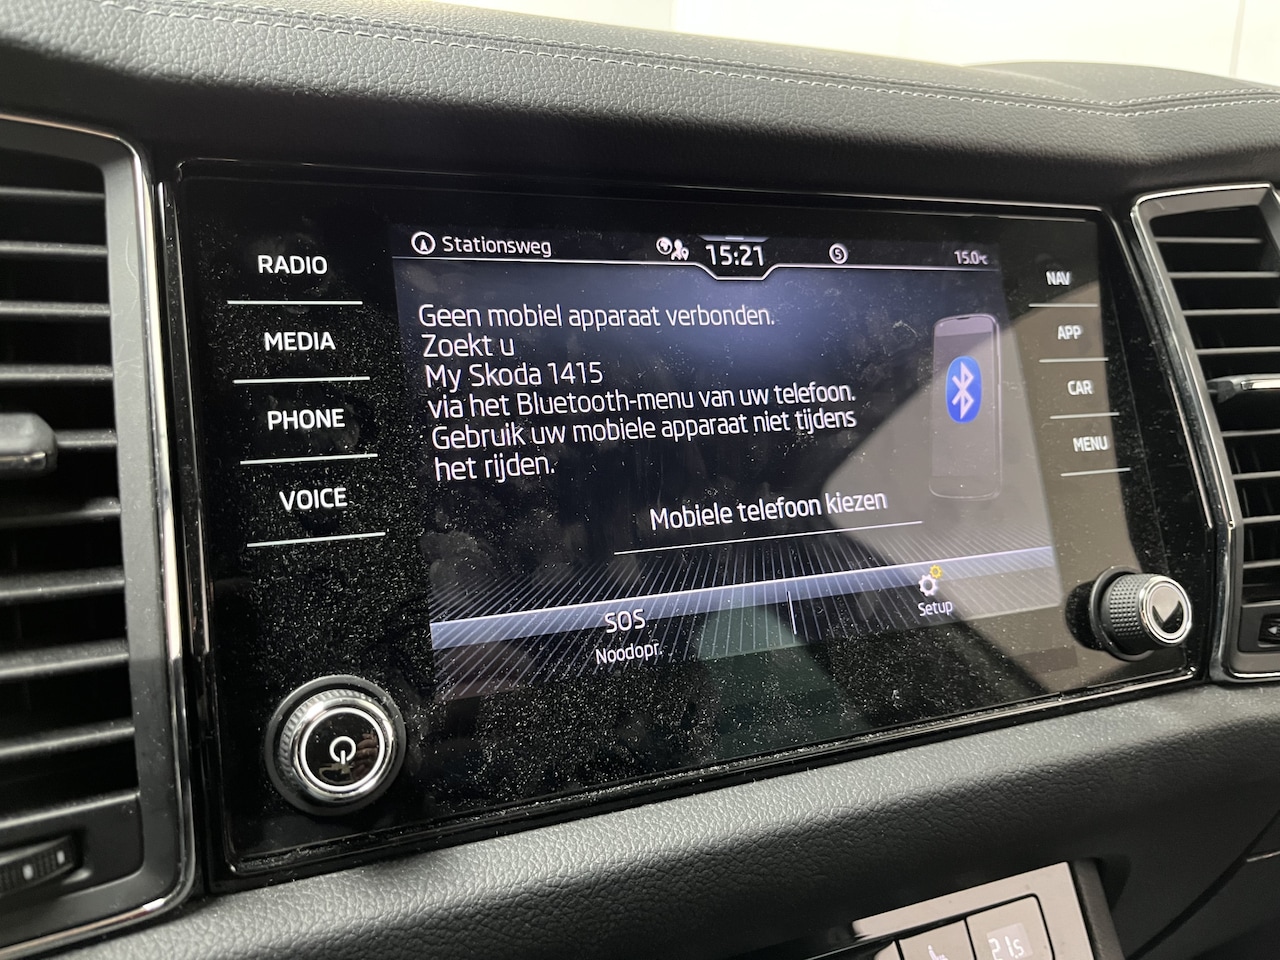 Stationsweg
15:21
S
15.0°C
RADIO
MEDIA
PHONE
VOICE
Geen mobiel apparaat verbonden.
Zoekt u
My Skoda 1415
via het Bluetooth-menu van uw telefoon.
Gebruik uw mobiele apparaat niet tijdens
het rijden.
Mobiele telefoon kiezen
SOS
Noodopr.
Setup
NAV
APP
CAR
MENU
21.5